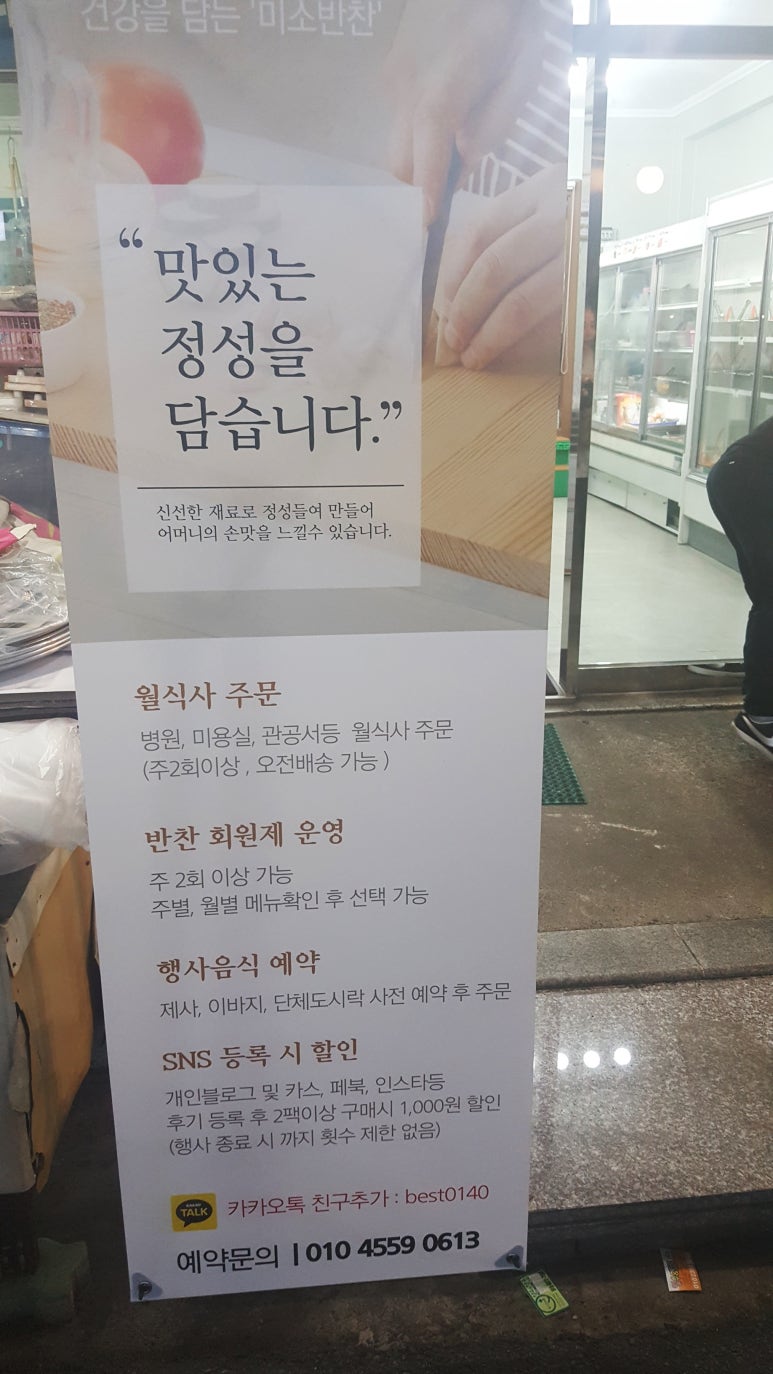 건강을 담는 '미소반찬'
“맛있는
정성을
담습니다.”
신선한 재료로 정성들여 만들어
어머니의 손맛을 느낄수 있습니다.
월식사 주문
병원, 미용실, 관공서등 월식사 주문
(주2회이상 , 오전배송 가능 )
반찬 회원제 운영
주 2회 이상 가능
주별, 월별 메뉴확인 후 선택 가능
행사음식 예약
제사, 이바지, 단체도시락 사전 예약 후 주문
SNS 등록 시 할인
개인블로그 및 카스, 페북, 인스타등
후기 등록 후 2팩이상 구매시 1,000원 할인
(행사 종료 시 까지 횟수 제한 없음)
TALK 카카오톡 친구추가 : best0140
예약문의 | 010 4559 0613